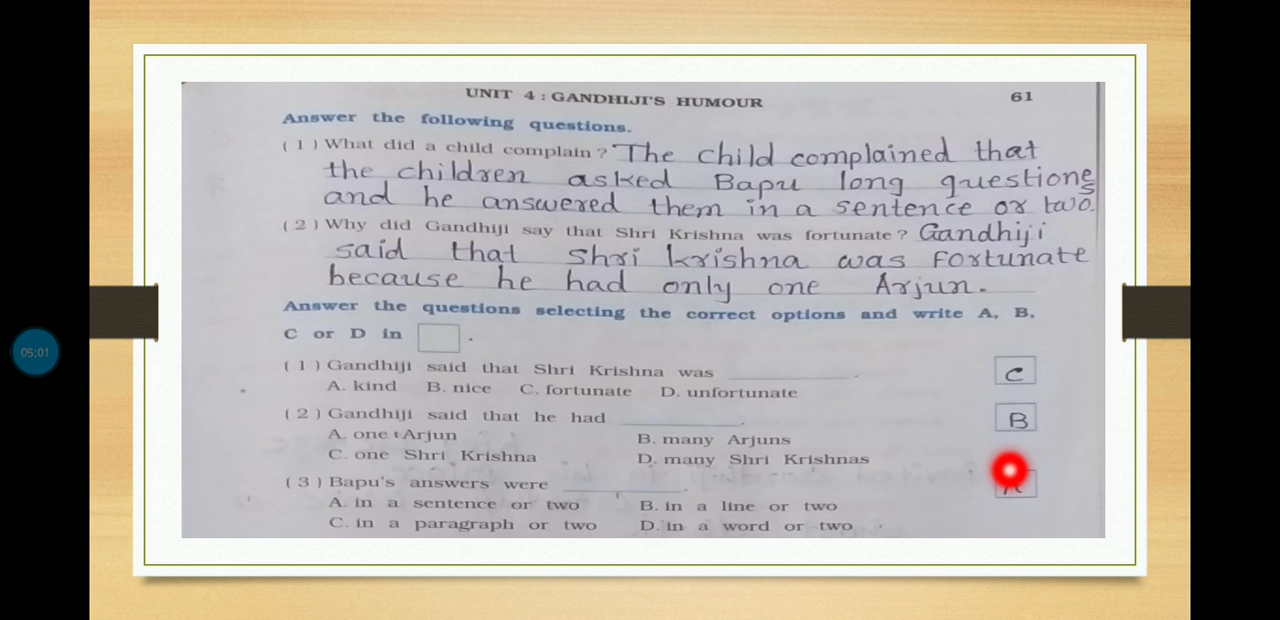 UNIT 4 : GANDHIJI'S HUMOUR 61
Answer the following questions.
( 1 ) What did a child complain ? The child complained that
the children asked Bapu long questions
and he answered them in a sentence or two.
( 2 ) Why did Gandhiji say that Shri Krishna was fortunate ? Gandhiji
said that Shri krishna was fortunate
because he had only one Arjun.
Answer the questions selecting the correct options and write A, B,
C or D in .
( 1 ) Gandhiji said that Shri Krishna was ____________. C
A. kind B. nice C. fortunate D. unfortunate
( 2 ) Gandhiji said that he had ____________. B
A. one Arjun B. many Arjuns
C. one Shri Krishna D. many Shri Krishnas
( 3 ) Bapu's answers were ____________.
A. in a sentence or two B. in a line or two
C. in a paragraph or two D. in a word or two
05:01